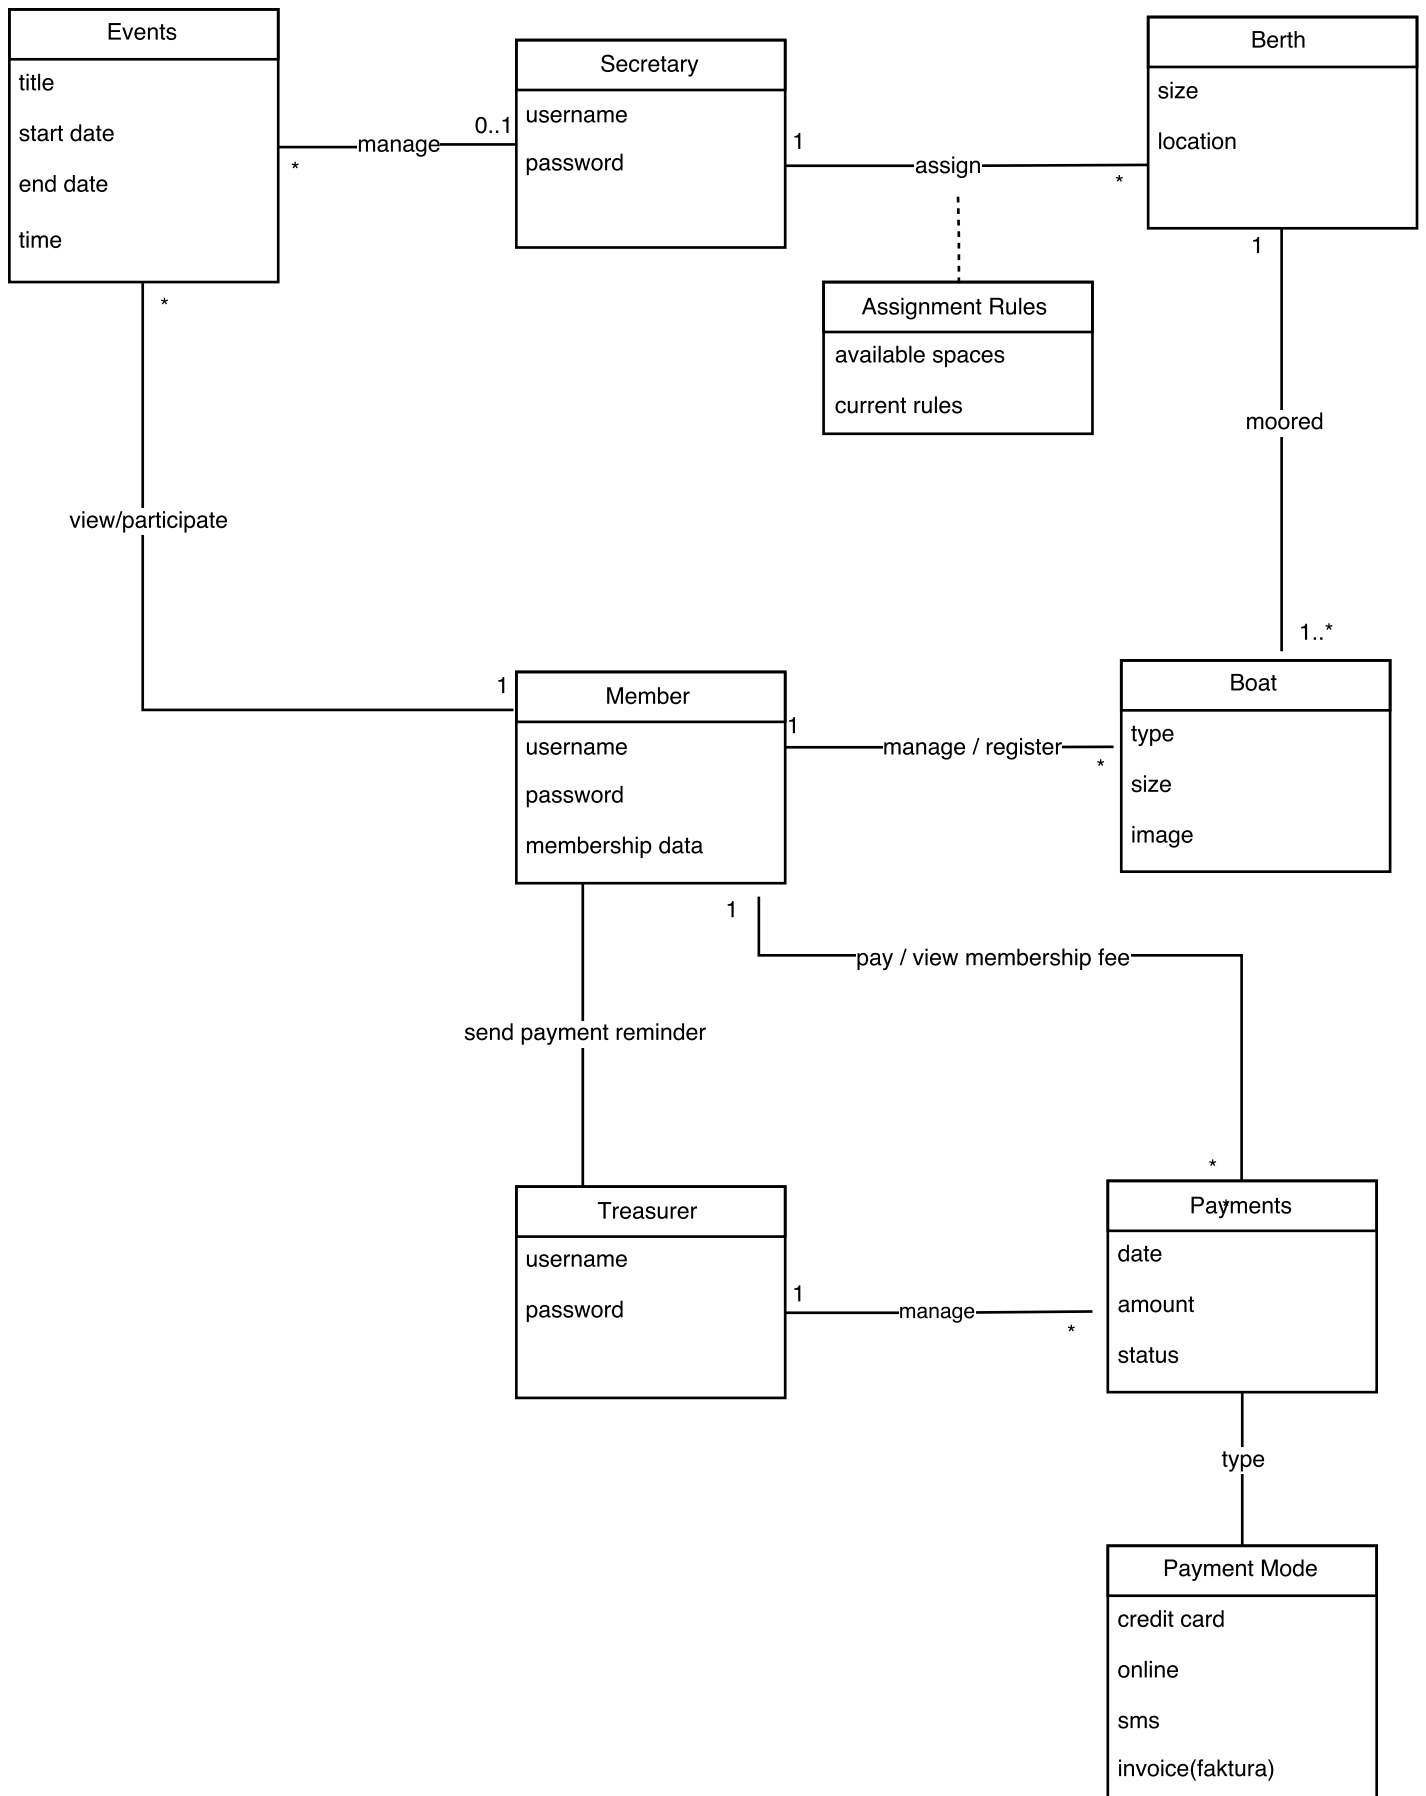 Events
title
start date
end date
time
*
manage
0..1
Secretary
username
password
1
assign
*
Berth
size
location
1
Assignment Rules
available spaces
current rules
moored
1..*
*
view/participate
1
Member
username
password
membership data
1
manage / register
*
Boat
type
size
image
1
pay / view membership fee
*
send payment reminder
Treasurer
username
password
1
manage
*
Payments
*
date
amount
status
type
Payment Mode
credit card
online
sms
invoice(faktura)